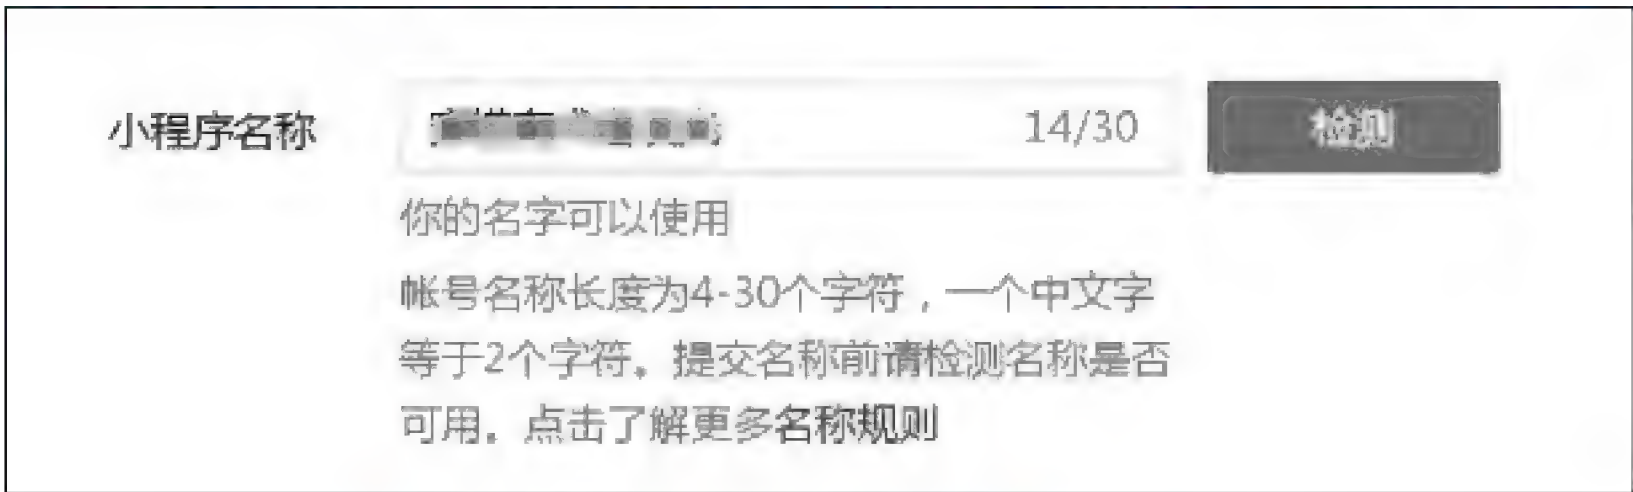 小程序名称 14/30 检测
你的名字可以使用
帐号名称长度为4-30个字符，一个中文字
等于2个字符。提交名称前请检测名称是否
可用。点击了解更多名称规则